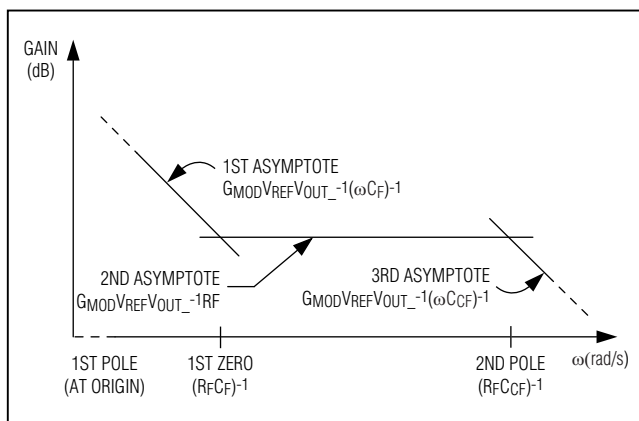 GAIN
(dB)
1ST ASYMPTOTE
GMODVREFVOUT_-1(ωCF)-1
2ND ASYMPTOTE
GMODVREFVOUT_-1RF
3RD ASYMPTOTE
GMODVREFVOUT_-1(ωCCF)-1
1ST POLE
(AT ORIGIN)
1ST ZERO
(RFCF)-1
2ND POLE
(RFCCF)-1
ω(rad/s)